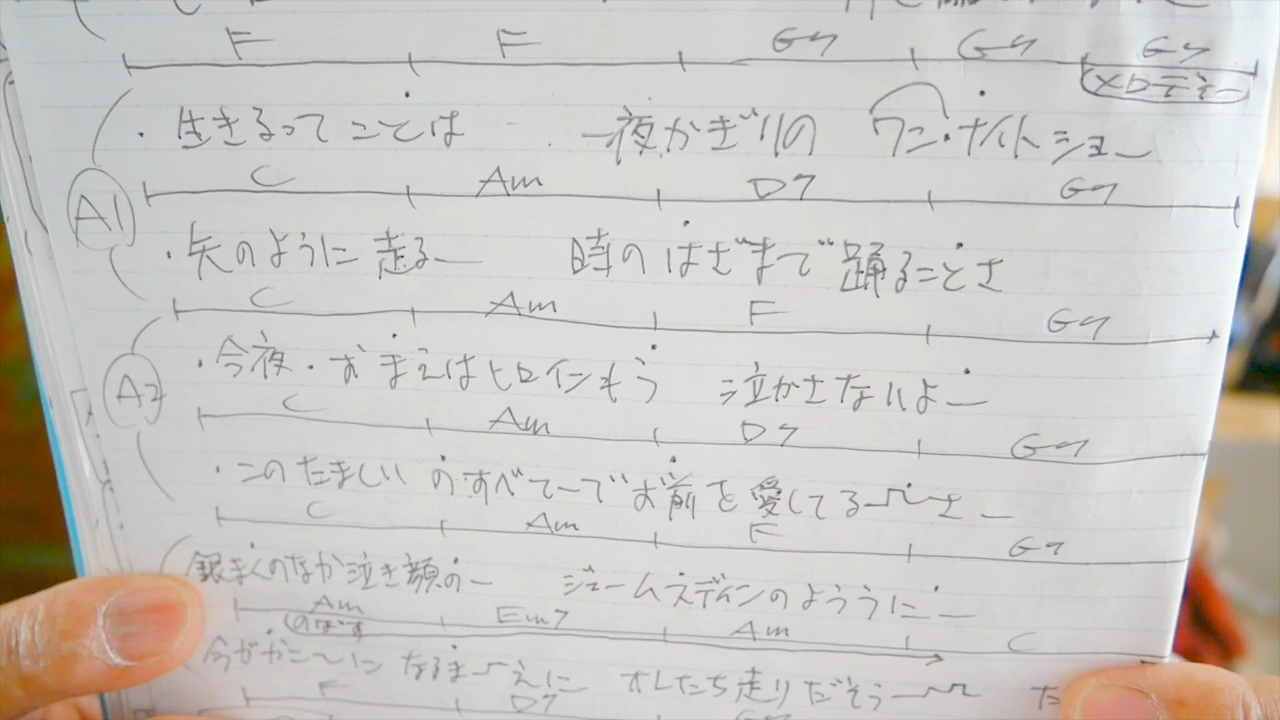 F F G7 G7 G7
メロディー
・生きるってことは 一夜かぎりの ワン・ナイトショー
C Am D7 G7
A1
・矢のように走るー 時のはざまで踊ることさ
C Am F G7
A2
・今夜・おまえはヒロインもう 泣かさないよー
C Am D7 G7
・このたましいのすべてーでお前を愛してるーさー
C Am F G7
銀まくのなか泣き顔のー ジェームスディンのようにー
Am Em7 Am C
のばす
今がかこ〜に なるまーえに オレたち走りだそうー た
F D7 G7